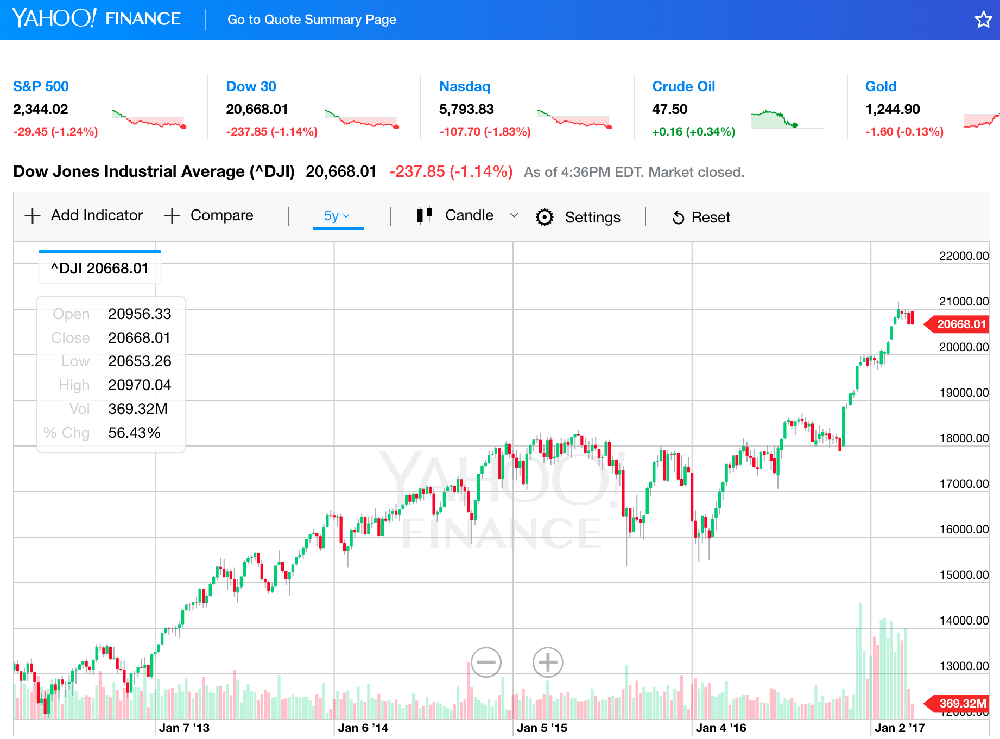 YAHOO! FINANCE Go to Quote Summary Page
S&P 500
2,344.02
-29.45 (-1.24%)
Dow 30
20,668.01
-237.85 (-1.14%)
Nasdaq
5,793.83
-107.70 (-1.83%)
Crude Oil
47.50
+0.16 (+0.34%)
Gold
1,244.90
-1.60 (-0.13%)
Dow Jones Industrial Average (^DJI) 20,668.01 -237.85 (-1.14%) As of 4:36PM EDT. Market closed.
Add Indicator Compare 5y Candle Settings Reset
^DJI 20668.01
Open 20956.33
Close 20668.01
Low 20653.26
High 20970.04
Vol 369.32M
% Chg 56.43%
YAHOO!
FINANCE
22000.00
21000.00
20668.01
20000.00
19000.00
18000.00
17000.00
16000.00
15000.00
14000.00
13000.00
369.32M
12000.00
Jan 7 ’13 Jan 6 ’14 Jan 5 ’15 Jan 4 ’16 Jan 2 ’17